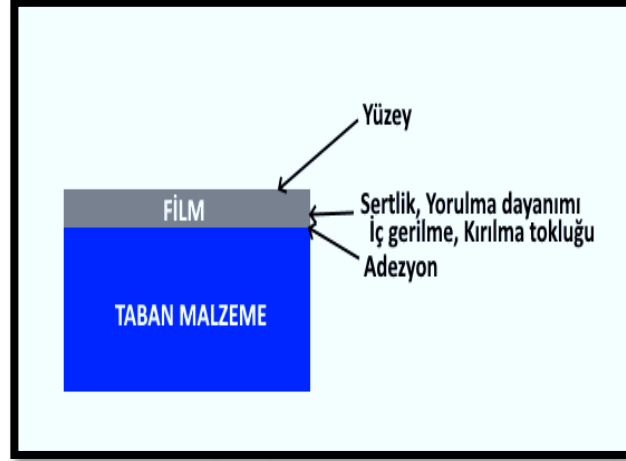 Yüzey
FİLM
Sertlik, Yorulma dayanımı
İç gerilme, Kırılma tokluğu
Adezyon
TABAN MALZEME